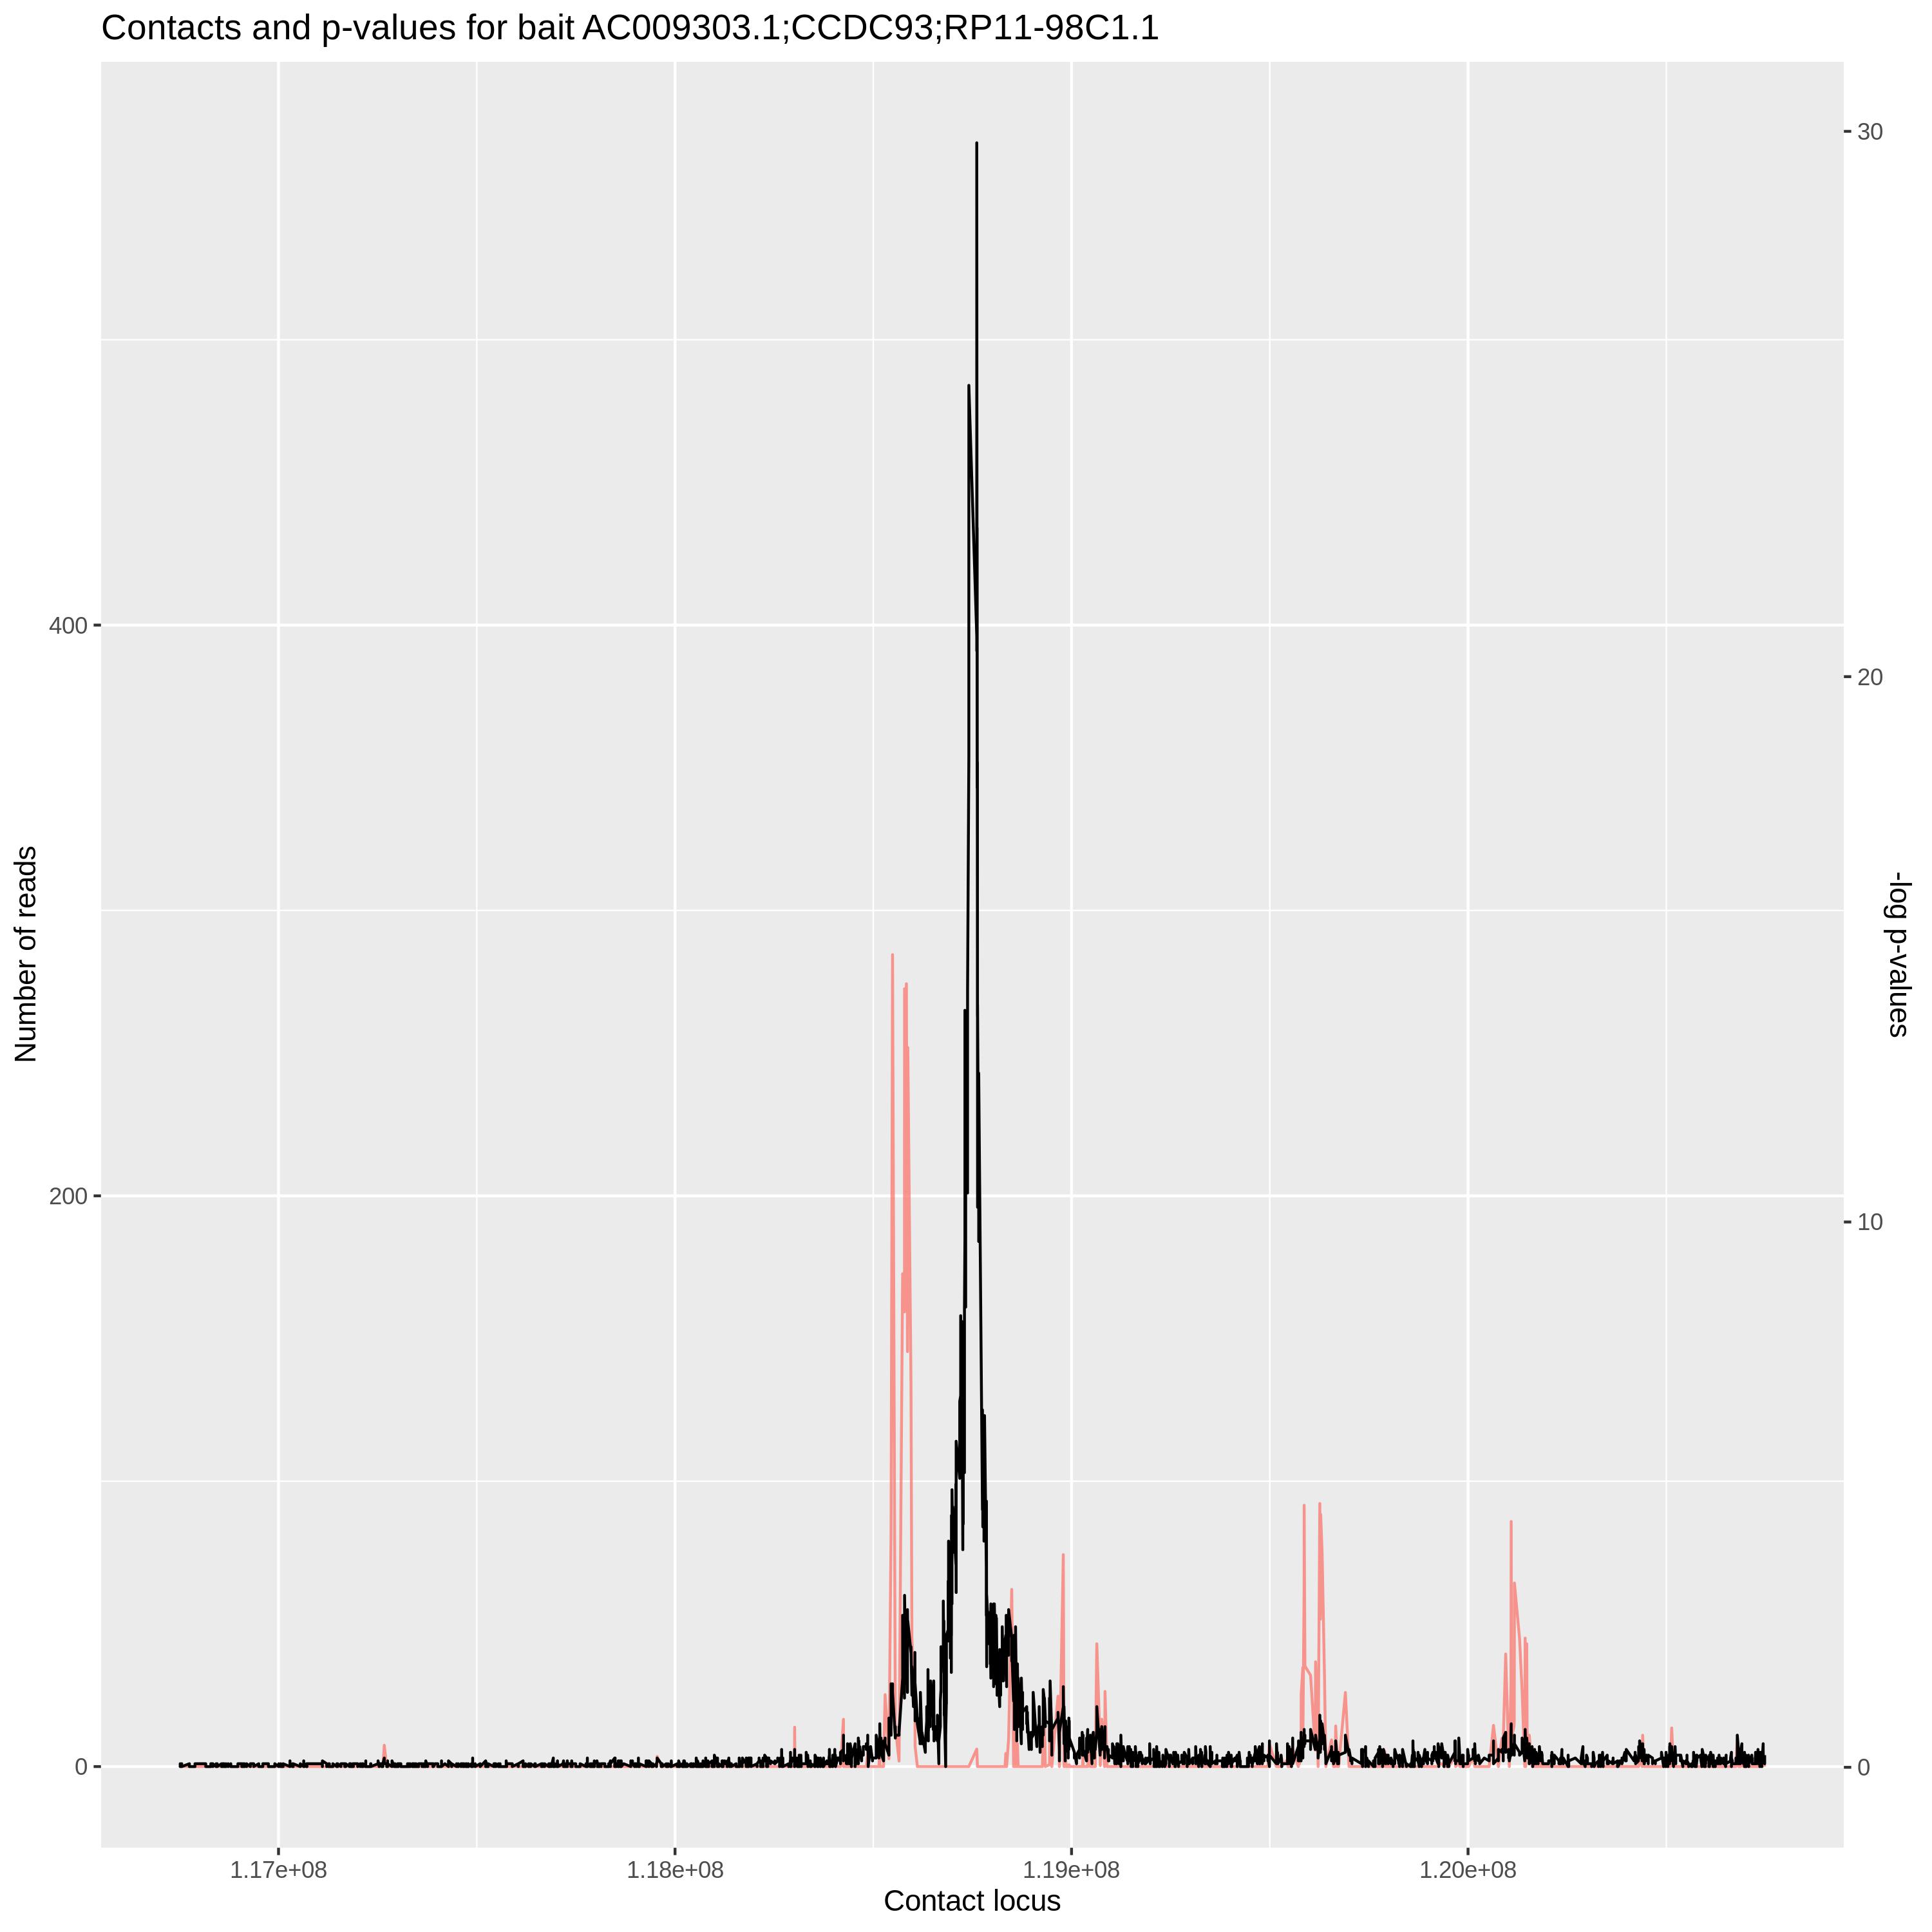 Contacts and p-values for bait AC009303.1;CCDC93;RP11-98C1.1
Number of reads
400
200
0
30
20
10
0
-log p-values
1.17e+08
1.18e+08
1.19e+08
1.20e+08
Contact locus